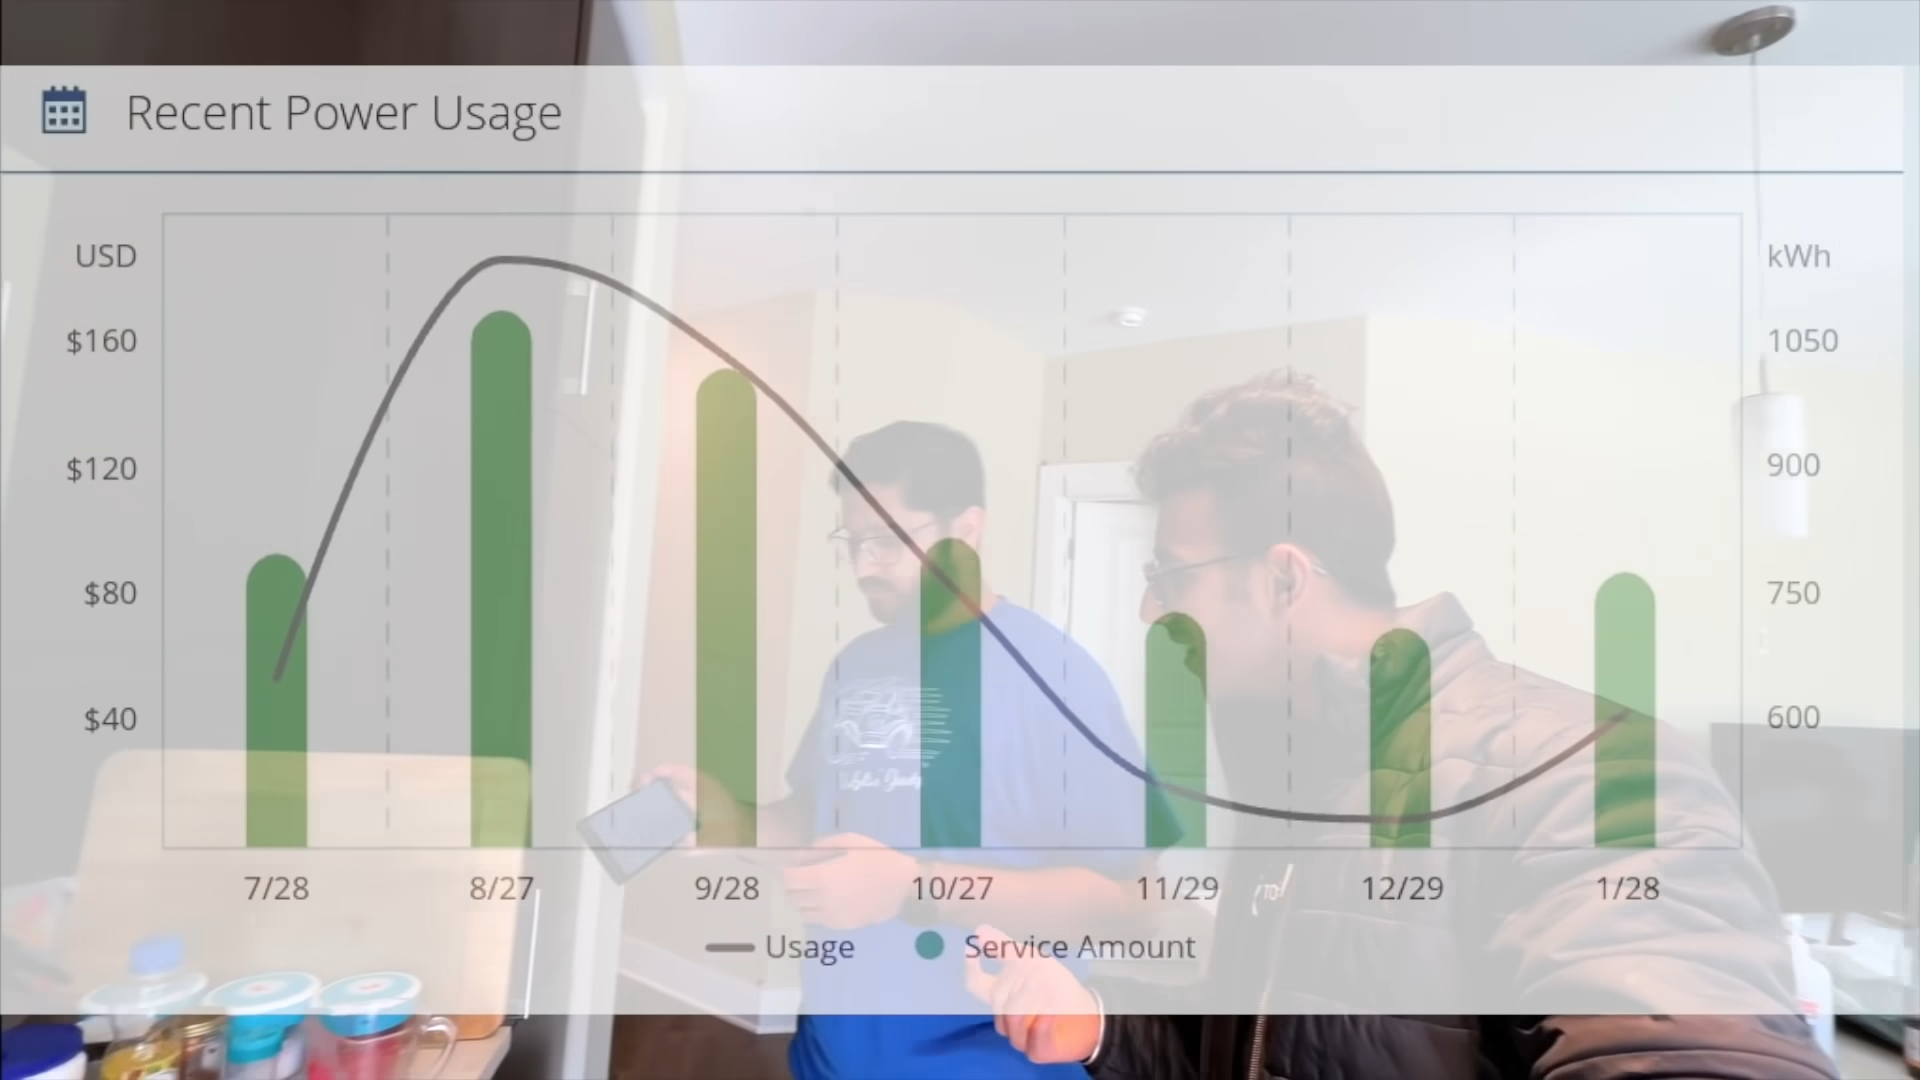 Recent Power Usage
USD
kWh
$160
1050
$120
900
$80
750
$40
600
7/28 8/27 9/28 10/27 11/29 12/29 1/28
Usage Service Amount